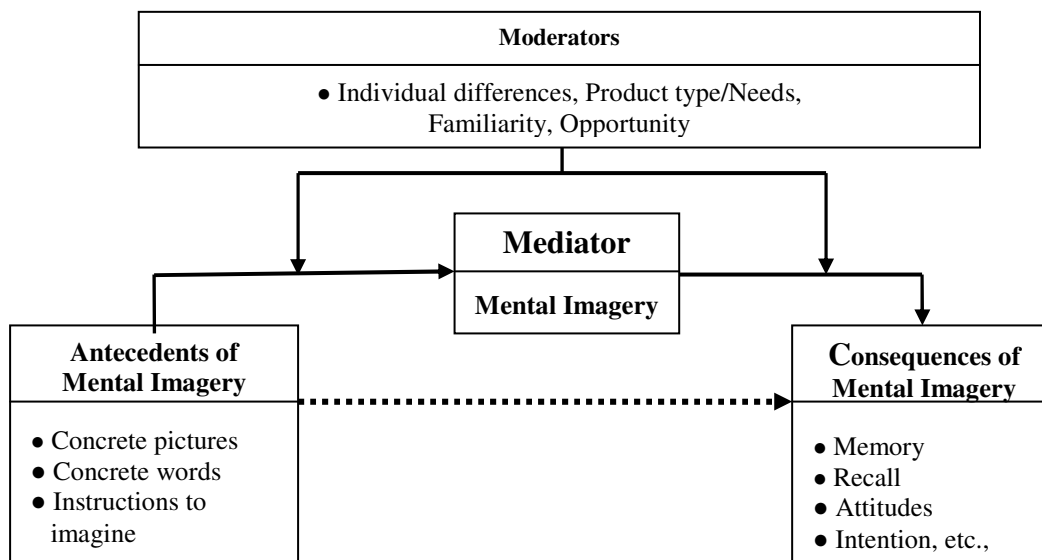 Moderators
● Individual differences, Product type/Needs,
Familiarity, Opportunity
Mediator
Mental Imagery
Antecedents of
Mental Imagery
● Concrete pictures
● Concrete words
● Instructions to
imagine
Consequences of
Mental Imagery
● Memory
● Recall
● Attitudes
● Intention, etc.,